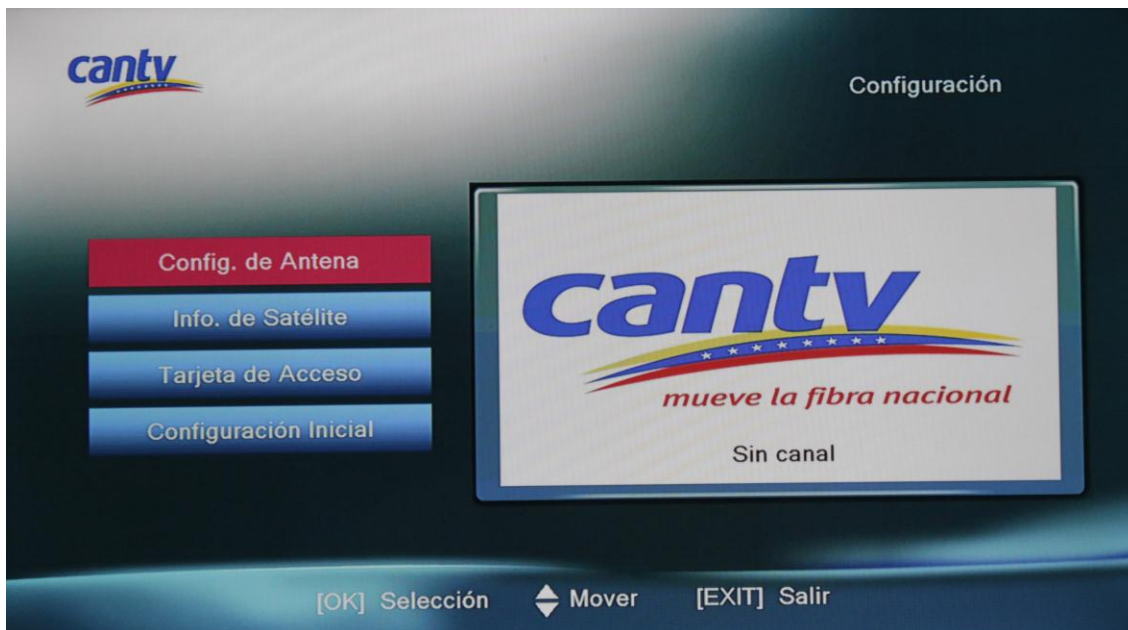 cantv
Configuración
Config. de Antena
Info. de Satélite
Tarjeta de Acceso
Configuración Inicial
cantv
mueve la fibra nacional
Sin canal
[OK] Selección Mover [EXIT] Salir